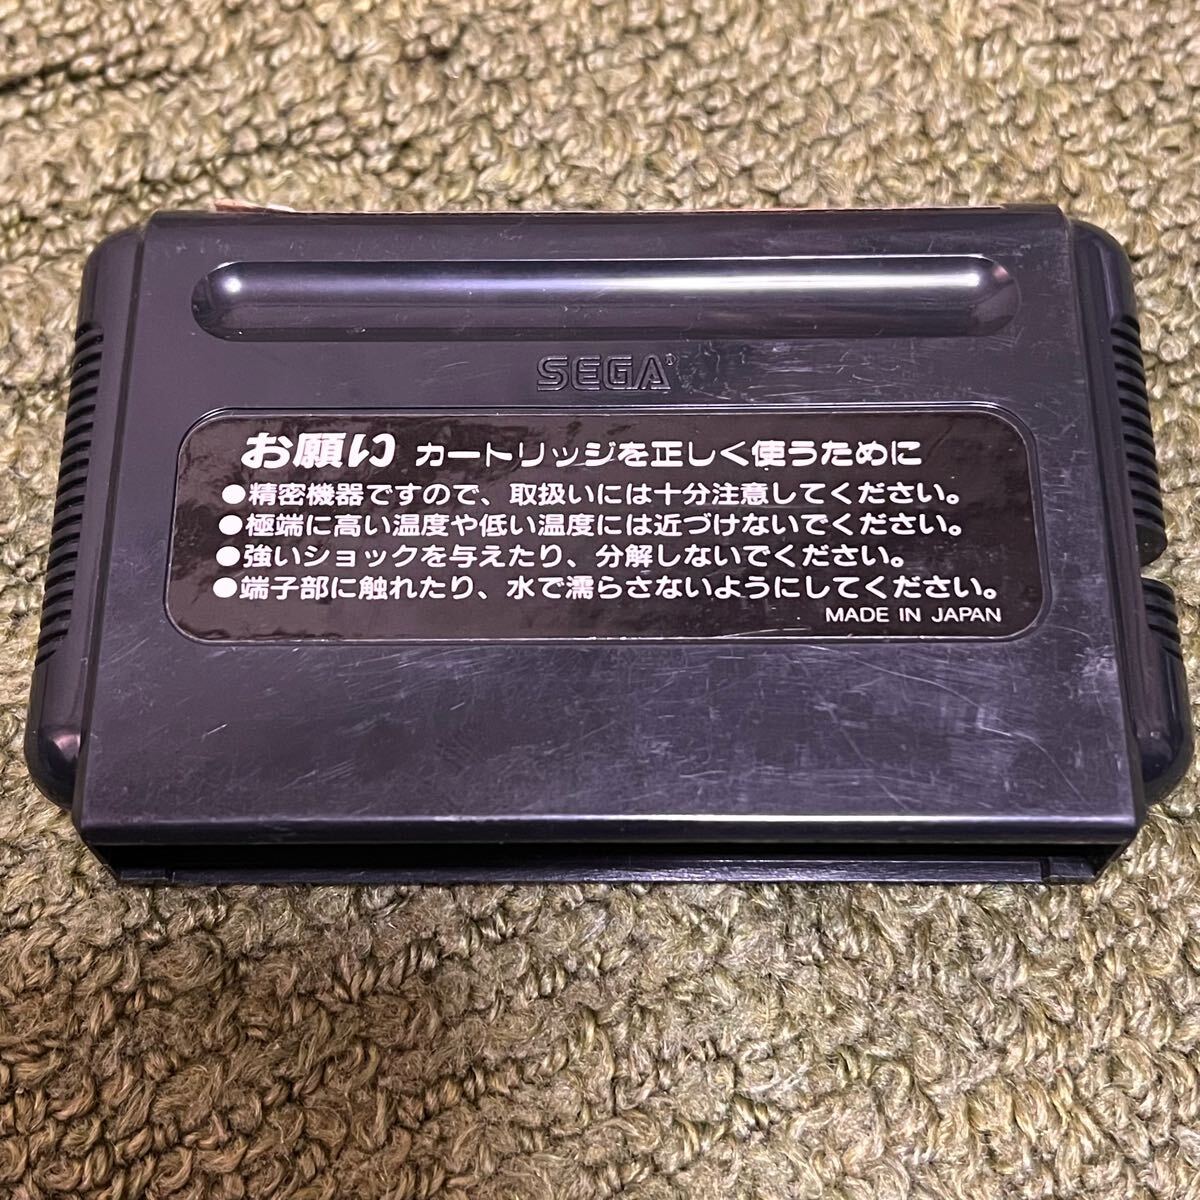 SEGA®
お願い カートリッジを正しく使うために
●精密機器ですので、取扱いには十分注意してください。
●極端に高い温度や低い温度には近づけないでください。
●強いショックを与えたり、分解しないでください。
●端子部に触れたり、水で濡らさないようにしてください。
MADE IN JAPAN